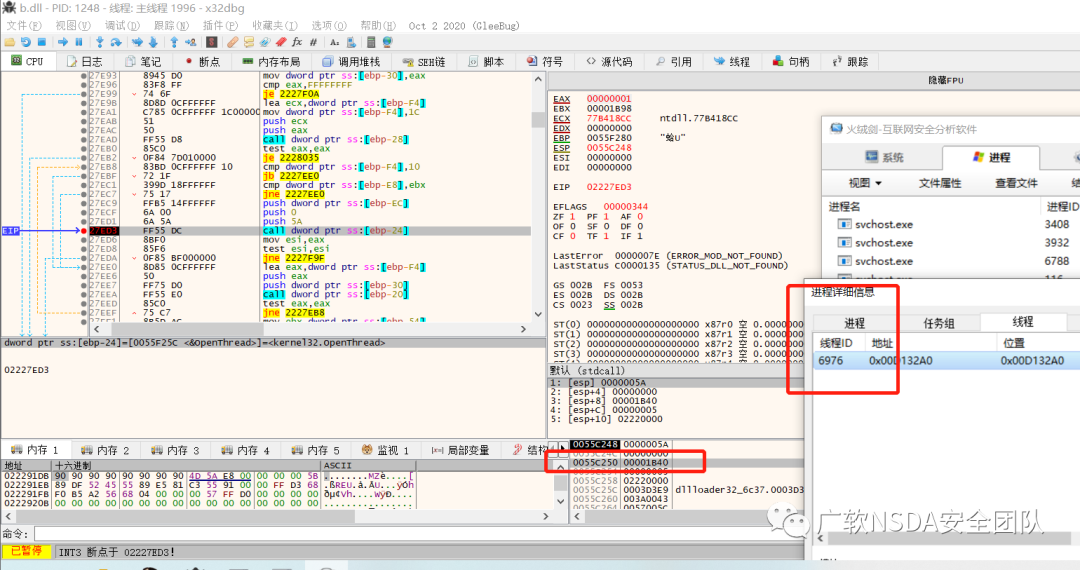 b.dll - PID: 1248 - 线程: 主线程 1996 - x32dbg
文件(F) 视图(V) 调试(D) 跟踪(N) 插件(P) 收藏夹(I) 选项(O) 帮助(H) Oct 2 2020 (GleeBug)
CPU 日志 笔记 断点 内存布局 调用堆栈 SEH链 脚本 符号 源代码 引用 线程 句柄 跟踪
27E93 8945 D0 mov dword ptr ss:[ebp-30],eax
27E96 83F8 FF cmp eax,FFFFFFFF
27E99 74 6F je 2227F0A
27E9B 8D8D 0CFFFFFF lea ecx,dword ptr ss:[ebp-F4]
27EA1 C785 0CFFFFFF 1C00000 mov dword ptr ss:[ebp-F4],1C
27EAB 51 push ecx
27EAC 50 push eax
27EAD FF55 D8 call dword ptr ss:[ebp-28]
27EB0 85C0 test eax,eax
27EB2 0F84 7D010000 je 2228035
27EB8 83BD 0CFFFFFF 10 cmp dword ptr ss:[ebp-F4],10
27EBF 72 1F jb 2227EE0
27EC1 399D 18FFFFFF cmp dword ptr ss:[ebp-E8],ebx
27EC7 75 17 jne 2227EE0
27EC9 FFB5 14FFFFFF push dword ptr ss:[ebp-EC]
27ECF 6A 00 push 0
27ED1 6A 5A push 5A
EIP 27ED3 FF55 DC call dword ptr ss:[ebp-24]
27ED6 8BF0 mov esi,eax
27ED8 85F6 test esi,esi
27EDA 0F85 BF000000 jne 2227F9F
27EE0 8D85 0CFFFFFF lea eax,dword ptr ss:[ebp-F4]
27EE6 50 push eax
27EE7 FF75 D0 push dword ptr ss:[ebp-30]
27EEA FF55 E0 call dword ptr ss:[ebp-20]
27EED 85C0 test eax,eax
27EEF 75 C7 jne 2227EB8
dword ptr ss:[ebp-24]=[0055F25C <&OpenThread>]=<kernel32.OpenThread>
02227ED3
隐藏FPU
EAX 00000001
EBX 00001B98
ECX 77B418CC ntdll.77B418CC
EDX 00000000
EBP 0055F280 "蛤U"
ESP 0055C248
ESI 00000000
EDI 00000000
EIP 02227ED3
EFLAGS 00000344
ZF 1 PF 1 AF 0
OF 0 SF 0 DF 0
CF 0 TF 1 IF 1
LastError 0000007E (ERROR_MOD_NOT_FOUND)
LastStatus C0000135 (STATUS_DLL_NOT_FOUND)
GS 002B FS 0053
ES 002B DS 002B
CS 0023 SS 002B
ST(0) 00000000000000000000 x87r0 空 0.0000000
ST(1) 00000000000000000000 x87r1 空 0.0000000
ST(2) 00000000000000000000 x87r2 空 0.0000000
ST(3) 00000000000000000000 x87r3 空 0.0000000
默认 (stdcall)
1: [esp] 0000005A
2: [esp+4] 00000000
3: [esp+8] 00001B40
4: [esp+C] 00000005
5: [esp+10] 02220000
火绒剑-互联网安全分析软件
系统 进程
视图 文件属性 查看文件
进程名 进程ID
svchost.exe 3408
svchost.exe 3932
svchost.exe 6788
进程详细信息
进程 任务组 线程
线程ID 地址 位置
6976 0x00D132A0 0x00D132A0
内存 1 内存 2 内存 3 内存 4 内存 5 监视 1 局部变量 结构
地址 十六进制 ASCII
022291DB 90 90 90 90 90 90 90 90 4D 5A E8 00 00 00 00 5B ........MZè....[
022291EB 89 DF 52 45 55 89 E5 81 C3 55 91 00 00 FF D3 68 .ßREU.å.ÃU...ÿÓh
022291FB F0 B5 A2 56 68 04 00 00 00 57 FF D0 00 00 00 00 ðµ¢Vh....WÿÐ....
0055C248 0000005A
00000000
0055C250 00001B40
0055C258 02220000
0055C25C 0003D3E9 dllloader32_6c37.0003D3
0055C260 003A0043
命令:
已暂停 INT3 断点于 02227ED3!
广软NSDA安全团队